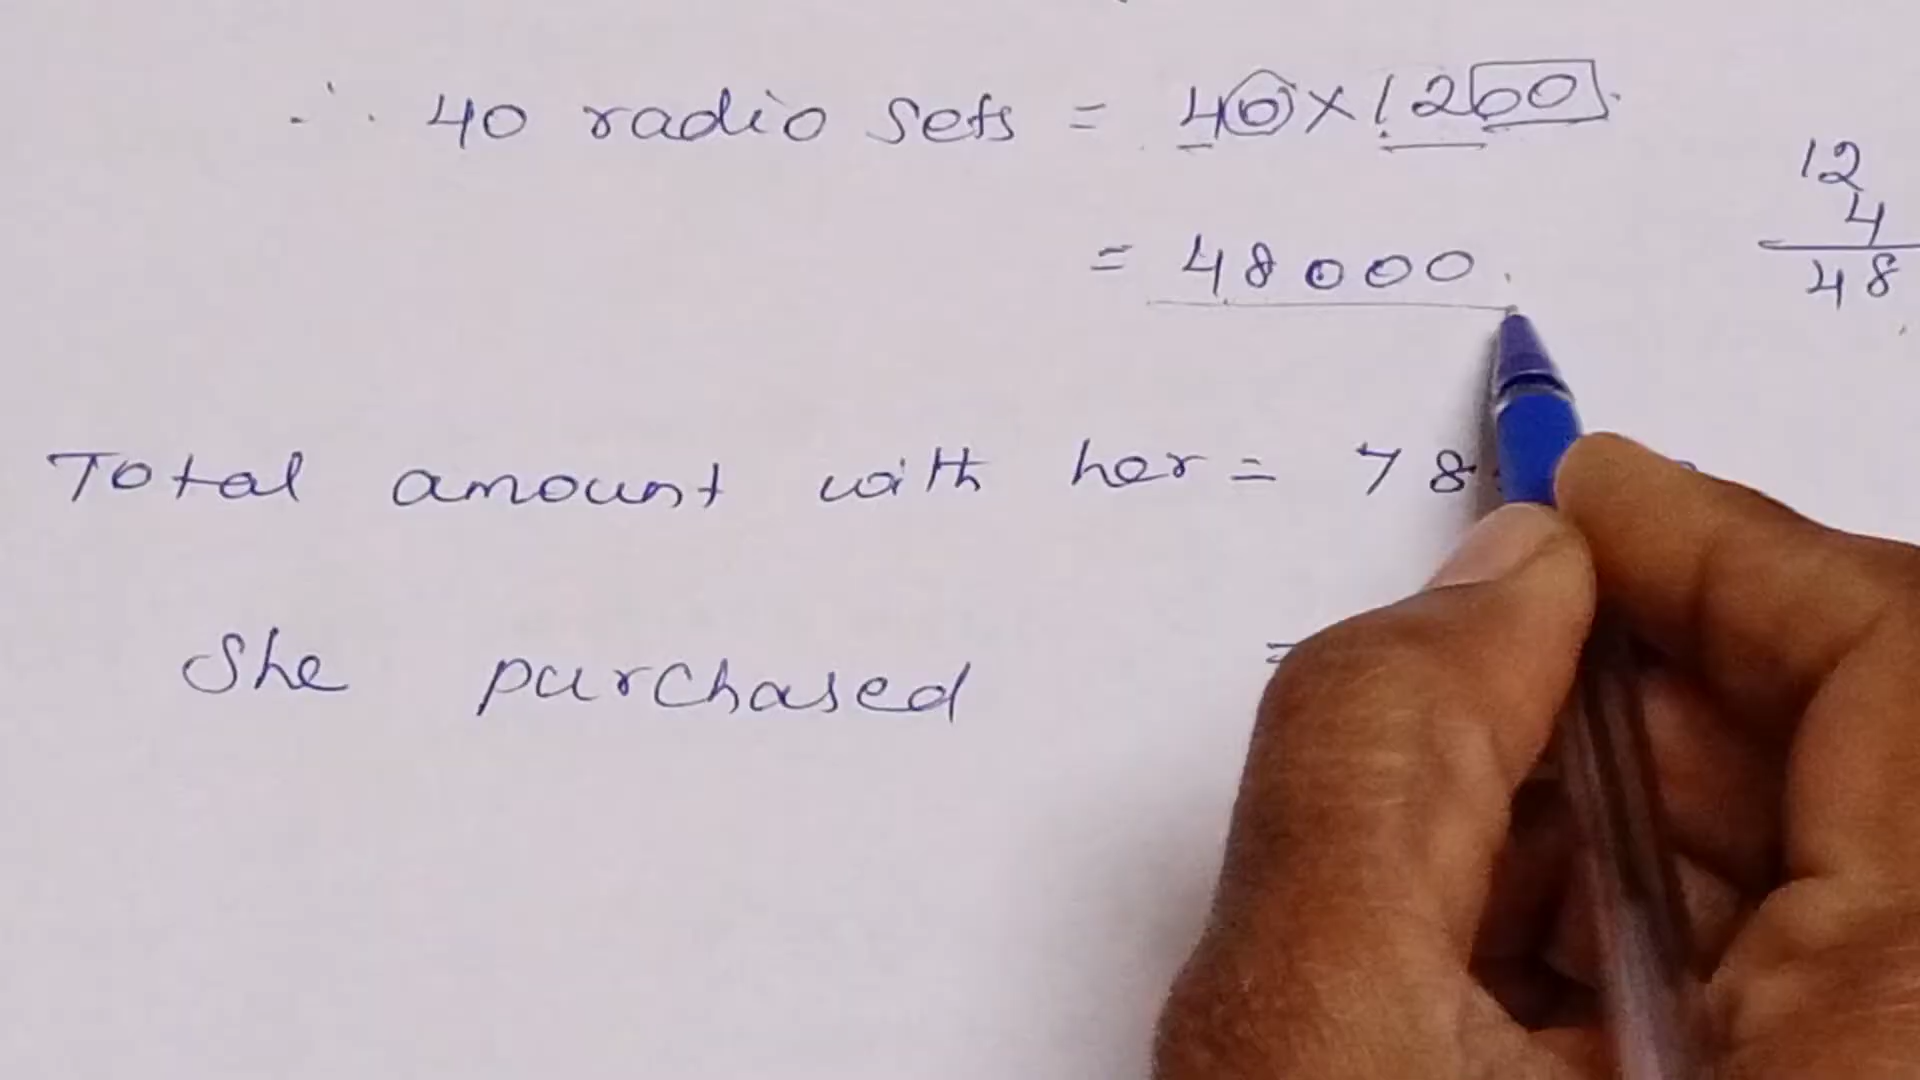 ∴ 40 radio sets = 40 × 1200.
12
4
= 48000.
48
Total amount with her = 78
She purchased =